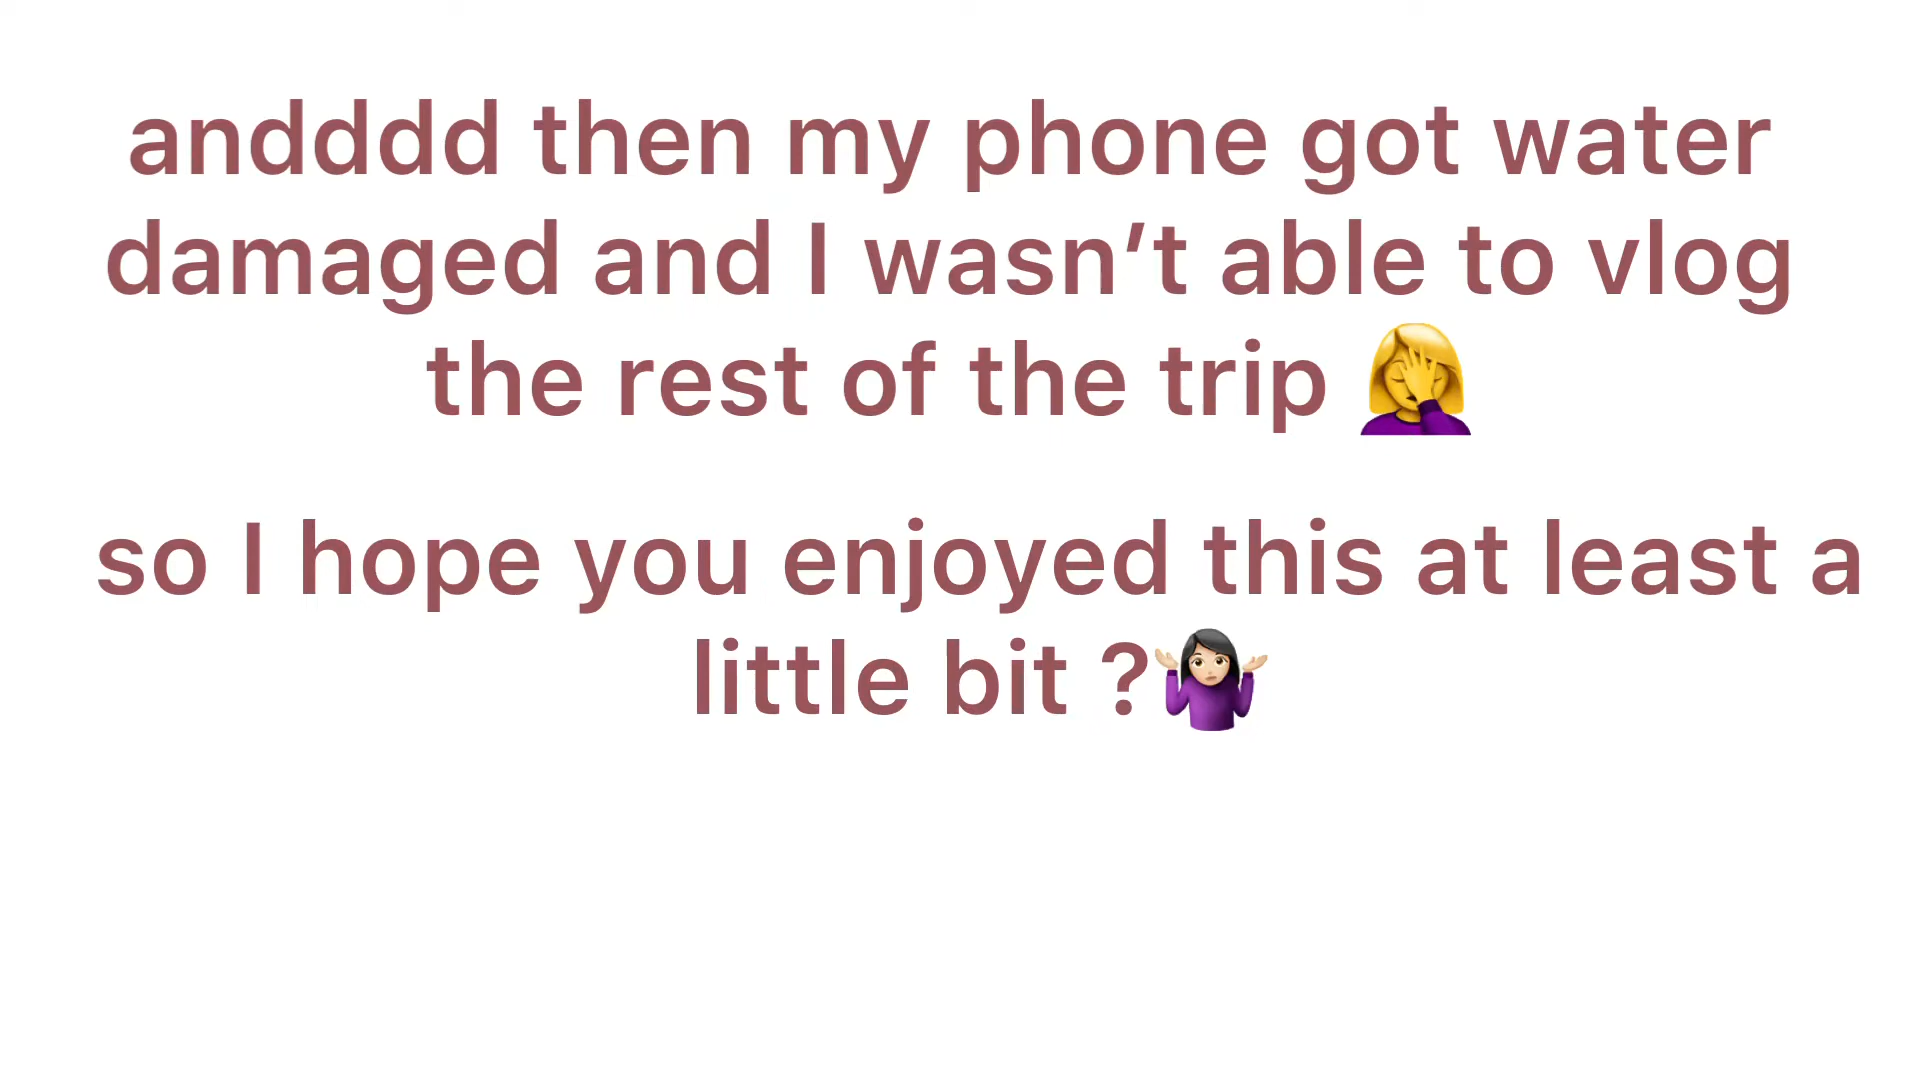 andddd then my phone got water
damaged and I wasn’t able to vlog
the rest of the trip 🤦‍♀️
so I hope you enjoyed this at least a
little bit ?🤷🏻‍♀️